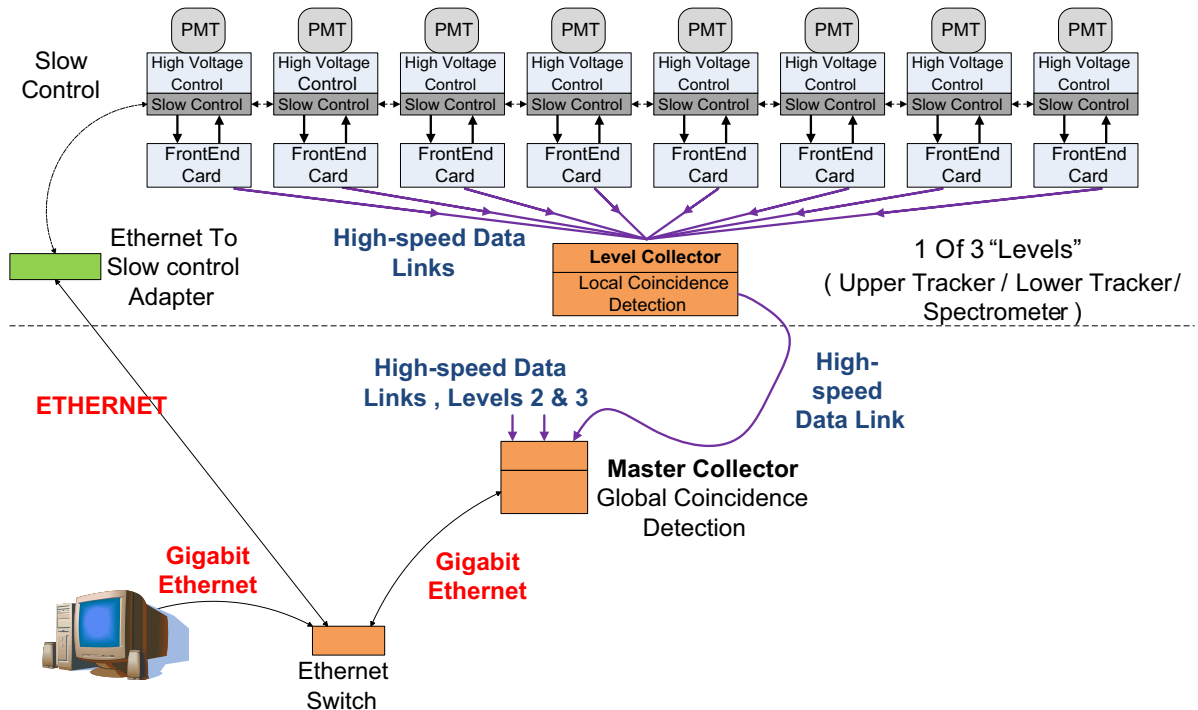 PMT PMT PMT PMT PMT PMT PMT PMT
Slow
Control
High Voltage
Control
Slow Control
High Voltage
Control
Slow Control
High Voltage
Control
Slow Control
High Voltage
Control
Slow Control
High Voltage
Control
Slow Control
High Voltage
Control
Slow Control
High Voltage
Control
Slow Control
High Voltage
Control
Slow Control
FrontEnd
Card
FrontEnd
Card
FrontEnd
Card
FrontEnd
Card
FrontEnd
Card
FrontEnd
Card
FrontEnd
Card
FrontEnd
Card
Ethernet To
Slow control
Adapter
High-speed Data
Links
Level Collector
Local Coincidence
Detection
1 Of 3 “Levels”
( Upper Tracker / Lower Tracker/
Spectrometer )
ETHERNET
High-speed Data
Links , Levels 2 & 3
High-
speed
Data Link
Master Collector
Global Coincidence
Detection
Gigabit
Ethernet
Gigabit
Ethernet
Ethernet
Switch